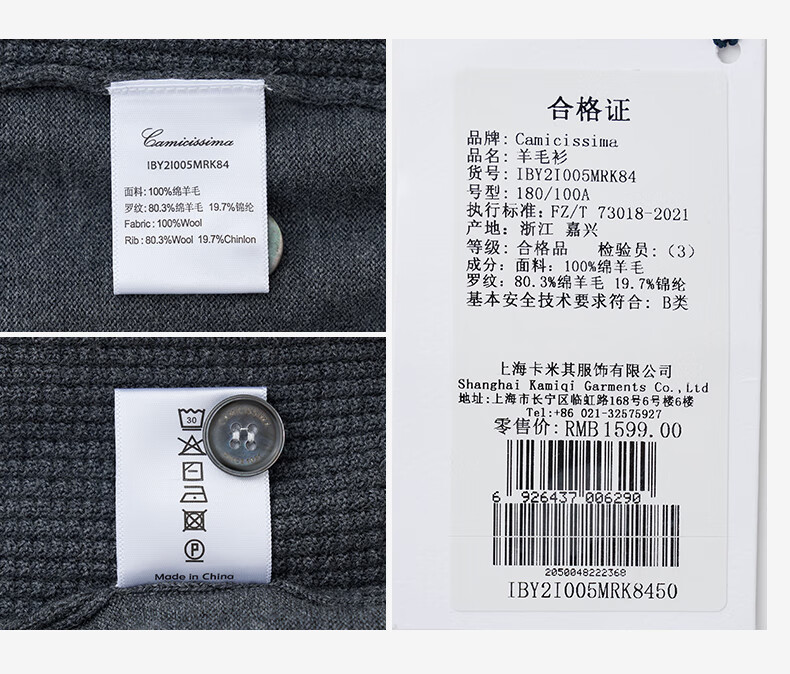 Camicissima
IBY2I005MRK84
面料: 100%绵羊毛
罗纹: 80.3%绵羊毛 19.7%锦纶
Fabric: 100%Wool
Rib: 80.3%Wool 19.7%Chinlon
30
P
Made in China
合格证
品牌: Camicissima
品名: 羊毛衫
货号: IBY2I005MRK84
号型: 180/100A
执行标准: FZ/T 73018-2021
产地: 浙江 嘉兴
等级: 合格品 检验员: (3)
成分: 面料: 100%绵羊毛
罗纹: 80.3%绵羊毛 19.7%锦纶
基本安全技术要求符合: B类
上海卡米其服饰有限公司
Shanghai Kamiqi Garments Co.,Ltd
地址:上海市长宁区临虹路168号6号楼6楼
Tel:+86 021-32575927
零售价: RMB1599.00
6 926437 006290
2050048222368
IBY2I005MRK8450